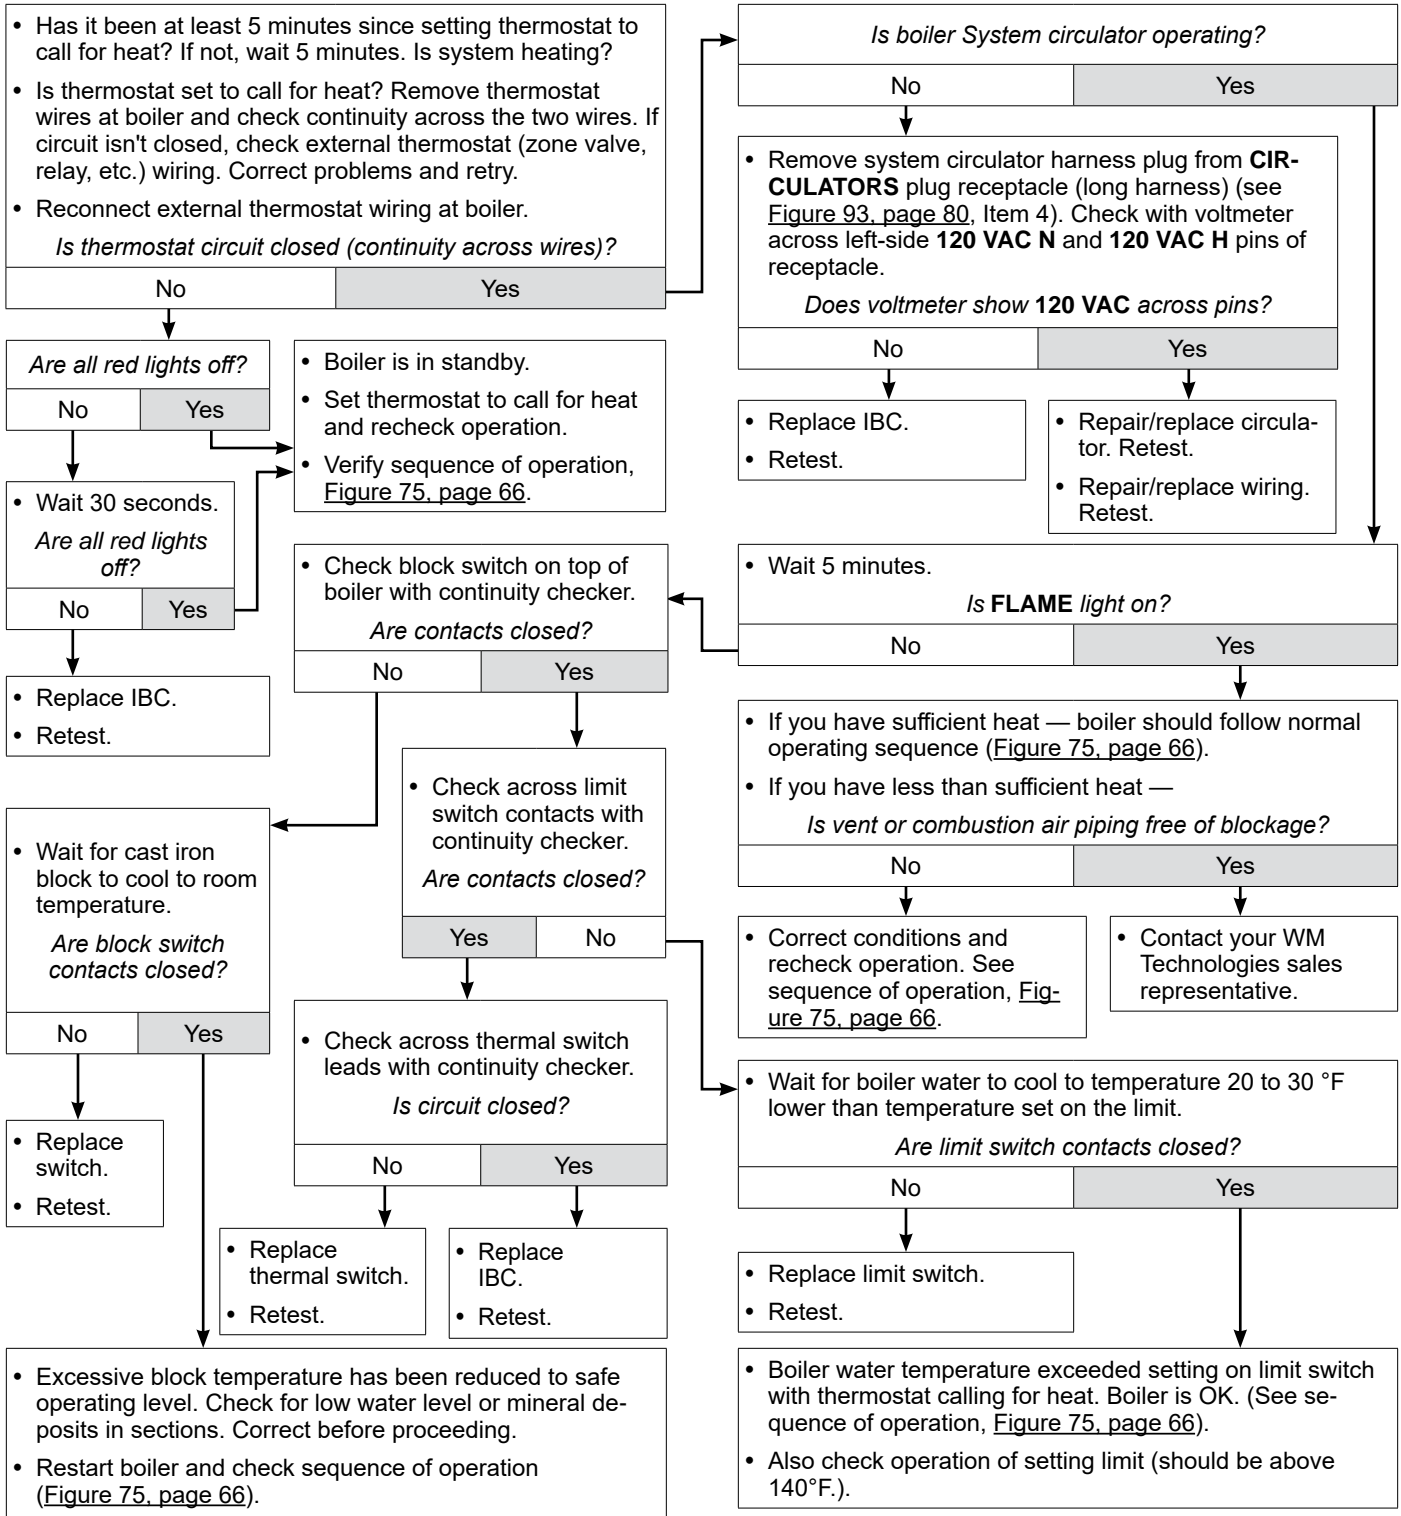 • Has it been at least 5 minutes since setting thermostat to
call for heat? If not, wait 5 minutes. Is system heating?
• Is thermostat set to call for heat? Remove thermostat
wires at boiler and check continuity across the two wires. If
circuit isn't closed, check external thermostat (zone valve,
relay, etc.) wiring. Correct problems and retry.
• Reconnect external thermostat wiring at boiler.
Is thermostat circuit closed (continuity across wires)?
No
Yes
Are all red lights off?
No
Yes
• Boiler is in standby.
• Set thermostat to call for heat
and recheck operation.
• Verify sequence of operation,
Figure 75, page 66.
• Wait 30 seconds.
Are all red lights
off?
No
Yes
• Replace IBC.
• Retest.
Is boiler System circulator operating?
No
Yes
• Remove system circulator harness plug from CIR-
CULATORS plug receptacle (long harness) (see
Figure 93, page 80, Item 4). Check with voltmeter
across left-side 120 VAC N and 120 VAC H pins of
receptacle.
Does voltmeter show 120 VAC across pins?
No
Yes
• Replace IBC.
• Retest.
• Repair/replace circula-
tor. Retest.
• Repair/replace wiring.
Retest.
• Wait 5 minutes.
Is FLAME light on?
No
Yes
• If you have sufficient heat — boiler should follow normal
operating sequence (Figure 75, page 66).
• If you have less than sufficient heat —
Is vent or combustion air piping free of blockage?
No
Yes
• Correct conditions and
recheck operation. See
sequence of operation, Fig-
ure 75, page 66.
• Contact your WM
Technologies sales
representative.
• Check block switch on top of
boiler with continuity checker.
Are contacts closed?
No
Yes
• Check across limit
switch contacts with
continuity checker.
Are contacts closed?
Yes
No
• Wait for cast iron
block to cool to room
temperature.
Are block switch
contacts closed?
No
Yes
• Replace
switch.
• Retest.
• Check across thermal switch
leads with continuity checker.
Is circuit closed?
No
Yes
• Replace
thermal switch.
• Retest.
• Replace
IBC.
• Retest.
• Wait for boiler water to cool to temperature 20 to 30 °F
lower than temperature set on the limit.
Are limit switch contacts closed?
No
Yes
• Replace limit switch.
• Retest.
• Excessive block temperature has been reduced to safe
operating level. Check for low water level or mineral de-
posits in sections. Correct before proceeding.
• Restart boiler and check sequence of operation
(Figure 75, page 66).
• Boiler water temperature exceeded setting on limit switch
with thermostat calling for heat. Boiler is OK. (See se-
quence of operation, Figure 75, page 66).
• Also check operation of setting limit (should be above
140°F.).